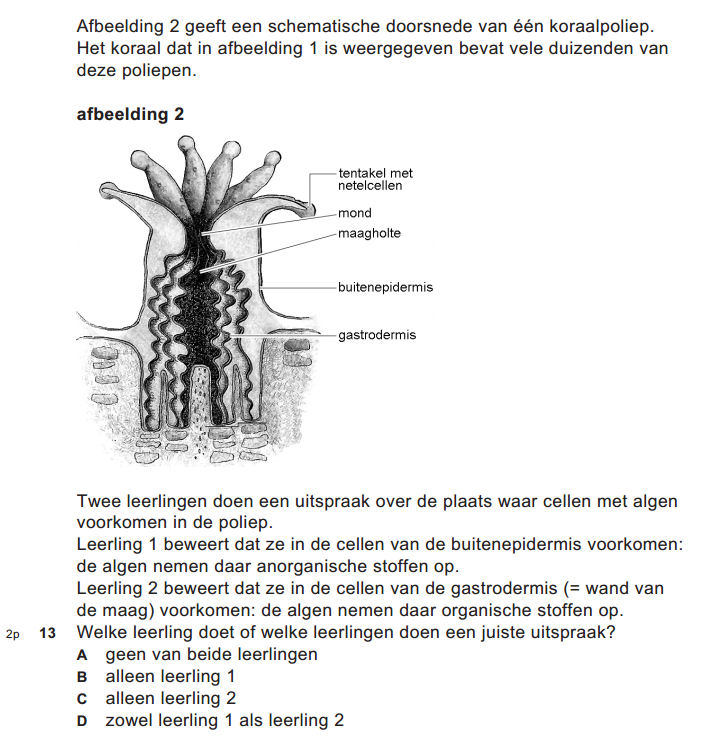 Afbeelding 2 geeft een schematische doorsnede van één koraalpoliep.
Het koraal dat in afbeelding 1 is weergegeven bevat vele duizenden van
deze poliepen.
afbeelding 2
tentakel met
netelcellen
mond
maagholte
buitenepidermis
gastrodermis
Twee leerlingen doen een uitspraak over de plaats waar cellen met algen
voorkomen in de poliep.
Leerling 1 beweert dat ze in de cellen van de buitenepidermis voorkomen:
de algen nemen daar anorganische stoffen op.
Leerling 2 beweert dat ze in de cellen van de gastrodermis (= wand van
de maag) voorkomen: de algen nemen daar organische stoffen op.
2p 13 Welke leerling doet of welke leerlingen doen een juiste uitspraak?
A geen van beide leerlingen
B alleen leerling 1
C alleen leerling 2
D zowel leerling 1 als leerling 2